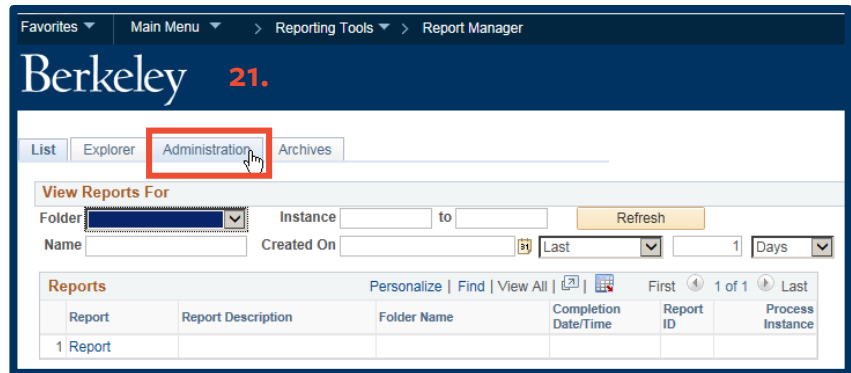 Favorites Main Menu > Reporting Tools > Report Manager
Berkeley 21.
List Explorer Administration Archives
View Reports For
Folder Instance to Refresh
Name Created On 31 Last 1 Days
Reports Personalize | Find | View All | | First 1 of 1 Last
Report Report Description Folder Name Completion Date/Time Report ID Process Instance
1 Report